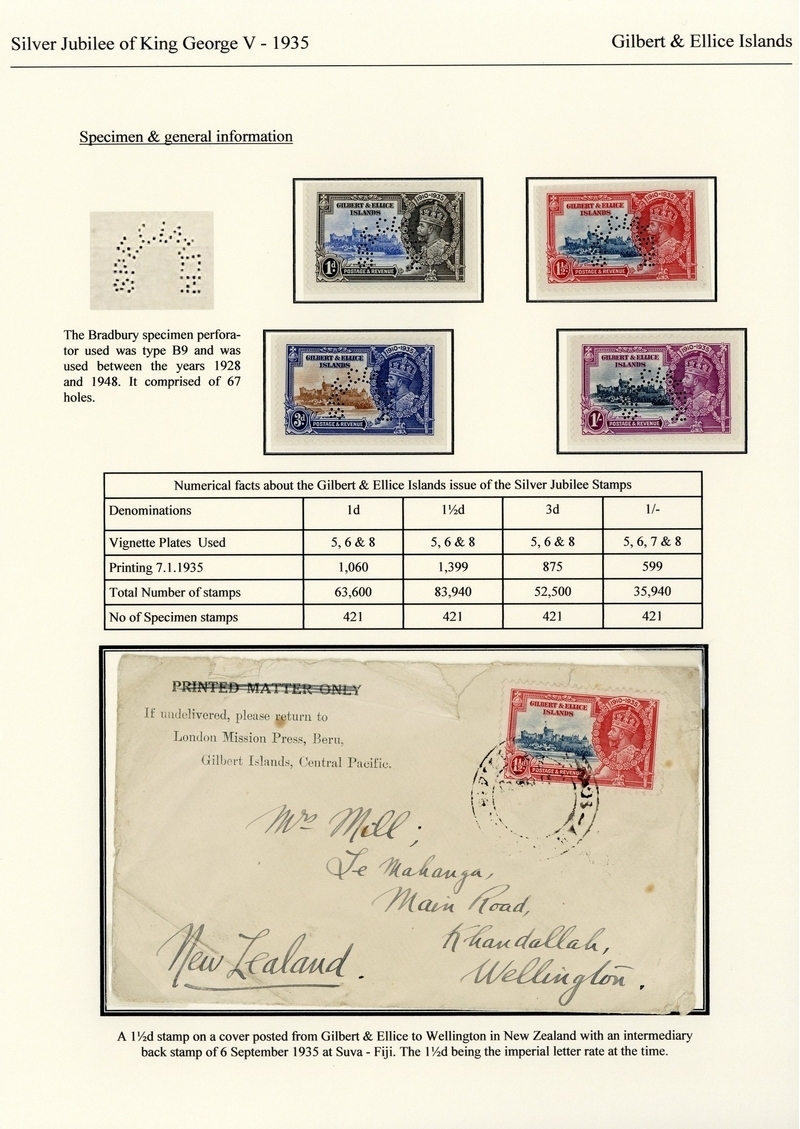 Silver Jubilee of King George V - 1935 Gilbert & Ellice Islands
Specimen & general information
1910-1935
GILBERT & ELLICE
ISLANDS
1d
POSTAGE & REVENUE
1910-1935
GILBERT & ELLICE
ISLANDS
1½d
POSTAGE & REVENUE
The Bradbury specimen perfora-
tor used was type B9 and was
used between the years 1928
and 1948. It comprised of 67
holes.
1910-1935
GILBERT & ELLICE
ISLANDS
3d
POSTAGE & REVENUE
1910-1935
GILBERT & ELLICE
ISLANDS
1/-
POSTAGE & REVENUE
Numerical facts about the Gilbert & Ellice Islands issue of the Silver Jubilee Stamps
Denominations 1d 1½d 3d 1/-
Vignette Plates Used 5, 6 & 8 5, 6 & 8 5, 6 & 8 5, 6, 7 & 8
Printing 7.1.1935 1,060 1,399 875 599
Total Number of stamps 63,600 83,940 52,500 35,940
No of Specimen stamps 421 421 421 421
PRINTED MATTER ONLY
If undelivered, please return to
London Mission Press, Beru,
Gilbert Islands, Central Pacific.
1910-1935
GILBERT & ELLICE
ISLANDS
1½d
POSTAGE & REVENUE
Mrs Mill;
Te Mahanga,
Main Road,
Khandallah,
Wellington.
New Zealand.
A 1½d stamp on a cover posted from Gilbert & Ellice to Wellington in New Zealand with an intermediary
back stamp of 6 September 1935 at Suva - Fiji. The 1½d being the imperial letter rate at the time.